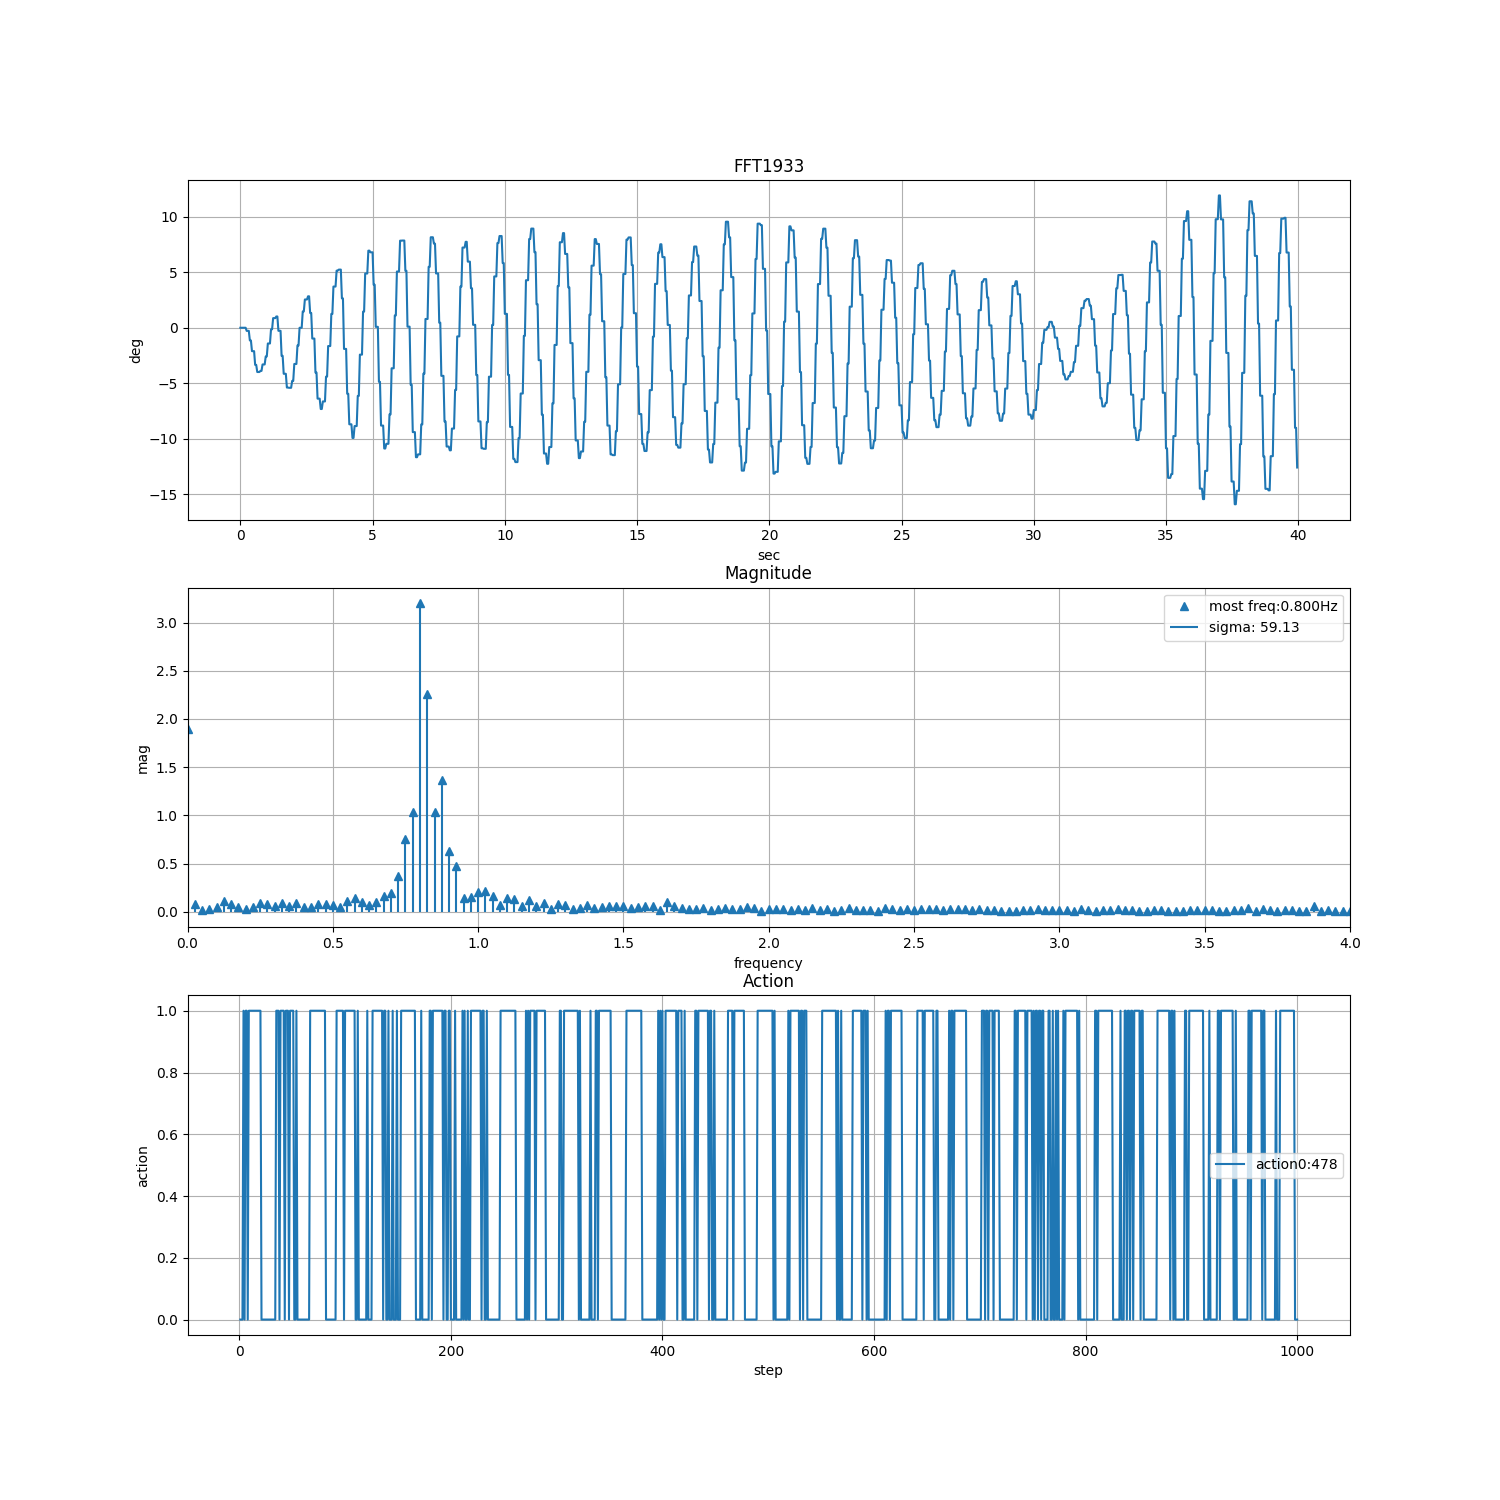 FFT1933
10
5
0
−5
−10
−15
deg
0 5 10 15 20 25 30 35 40
sec
Magnitude
most freq:0.800Hz
sigma: 59.13
3.0
2.5
2.0
1.5
1.0
0.5
0.0
mag
0.0 0.5 1.0 1.5 2.0 2.5 3.0 3.5 4.0
frequency
Action
1.0
0.8
0.6
0.4
0.2
0.0
action
action0:478
0 200 400 600 800 1000
step